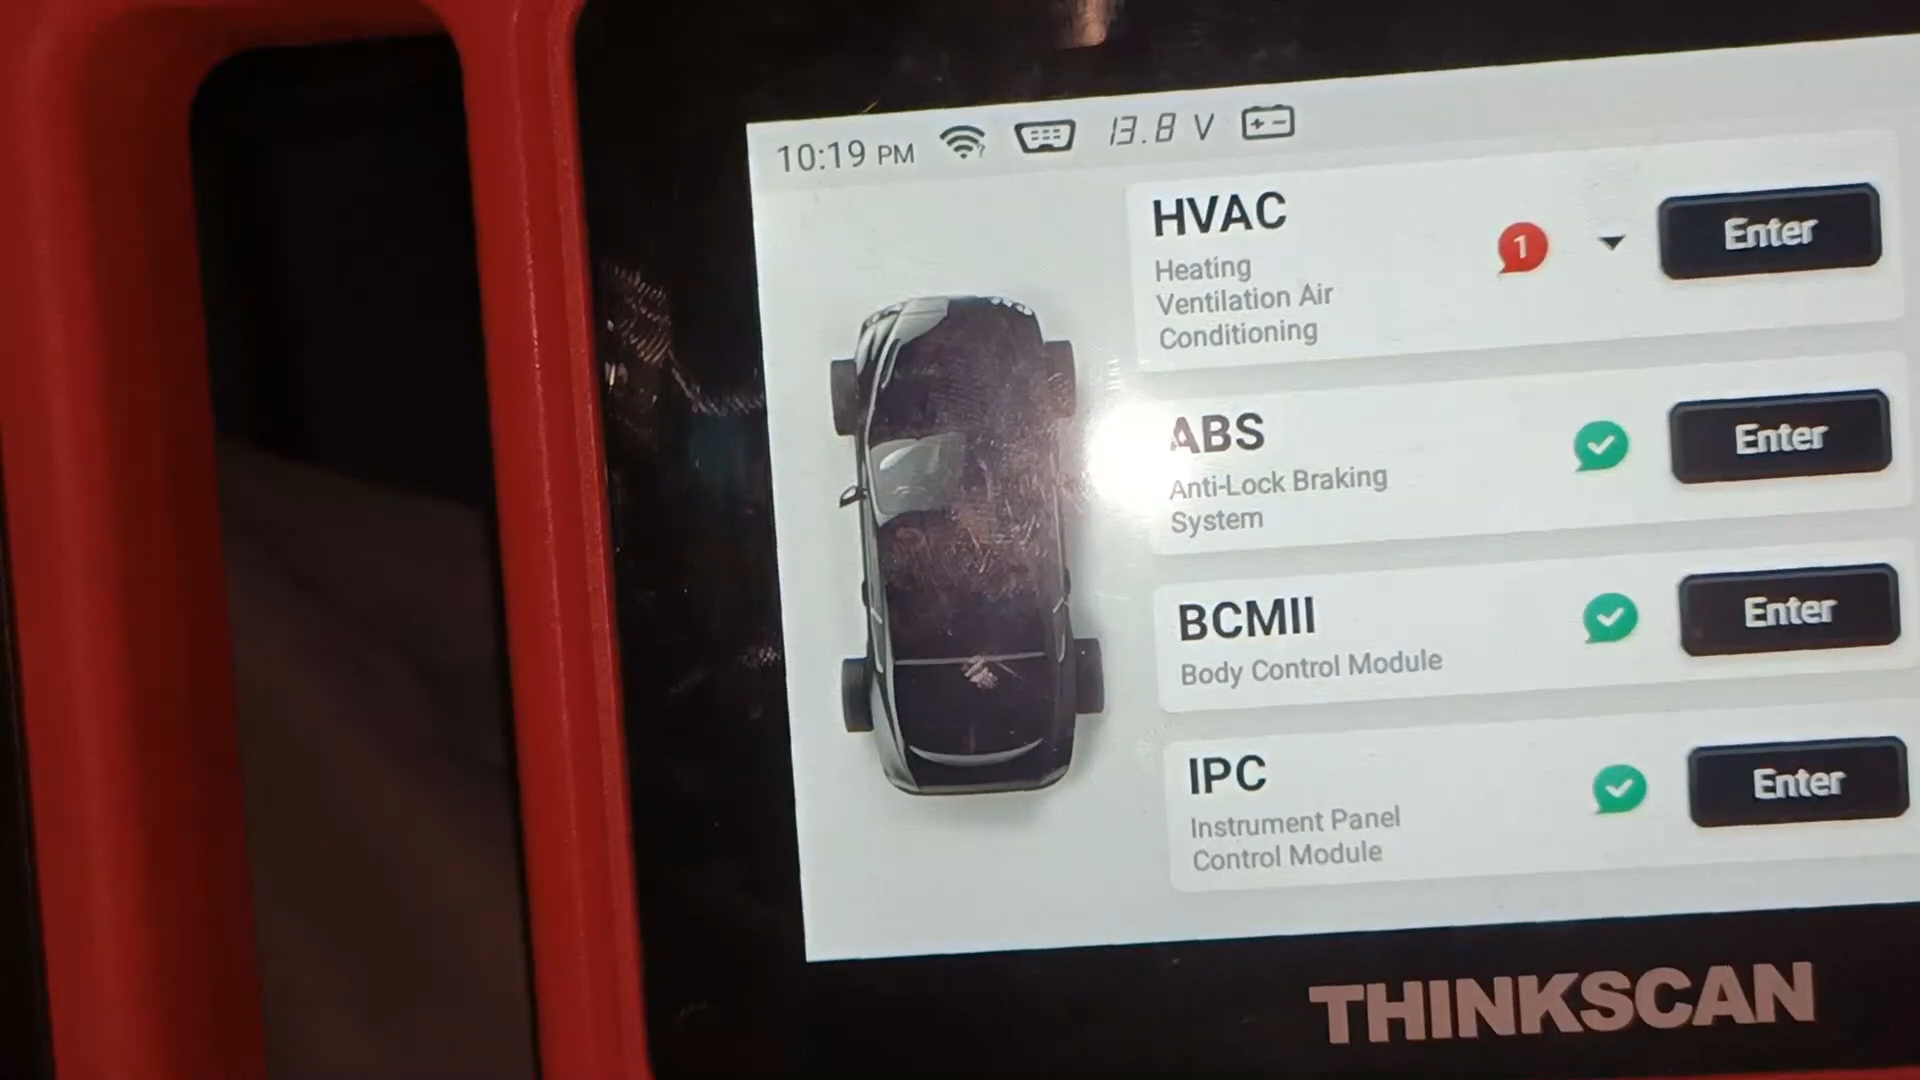 10:19 PM 13.8 V
HVAC
Heating
Ventilation Air
Conditioning
1
Enter
ABS
Anti-Lock Braking
System
Enter
BCMII
Body Control Module
Enter
IPC
Instrument Panel
Control Module
Enter
THINKSCAN